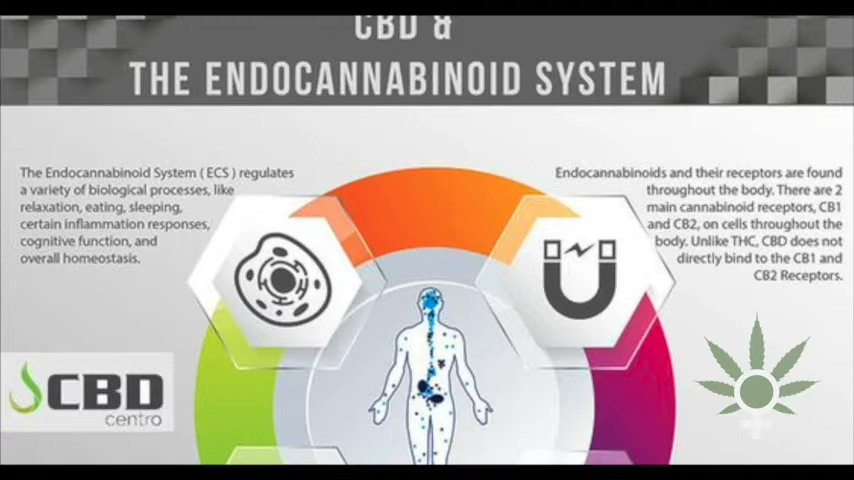 CBD &
THE ENDOCANNABINOID SYSTEM
The Endocannabinoid System ( ECS ) regulates
a variety of biological processes, like
relaxation, eating, sleeping,
certain inflammation responses,
cognitive function, and
overall homeostasis.
Endocannabinoids and their receptors are found
throughout the body. There are 2
main cannabinoid receptors, CB1
and CB2, on cells throughout the
body. Unlike THC, CBD does not
directly bind to the CB1 and
CB2 Receptors.
CBD
centro